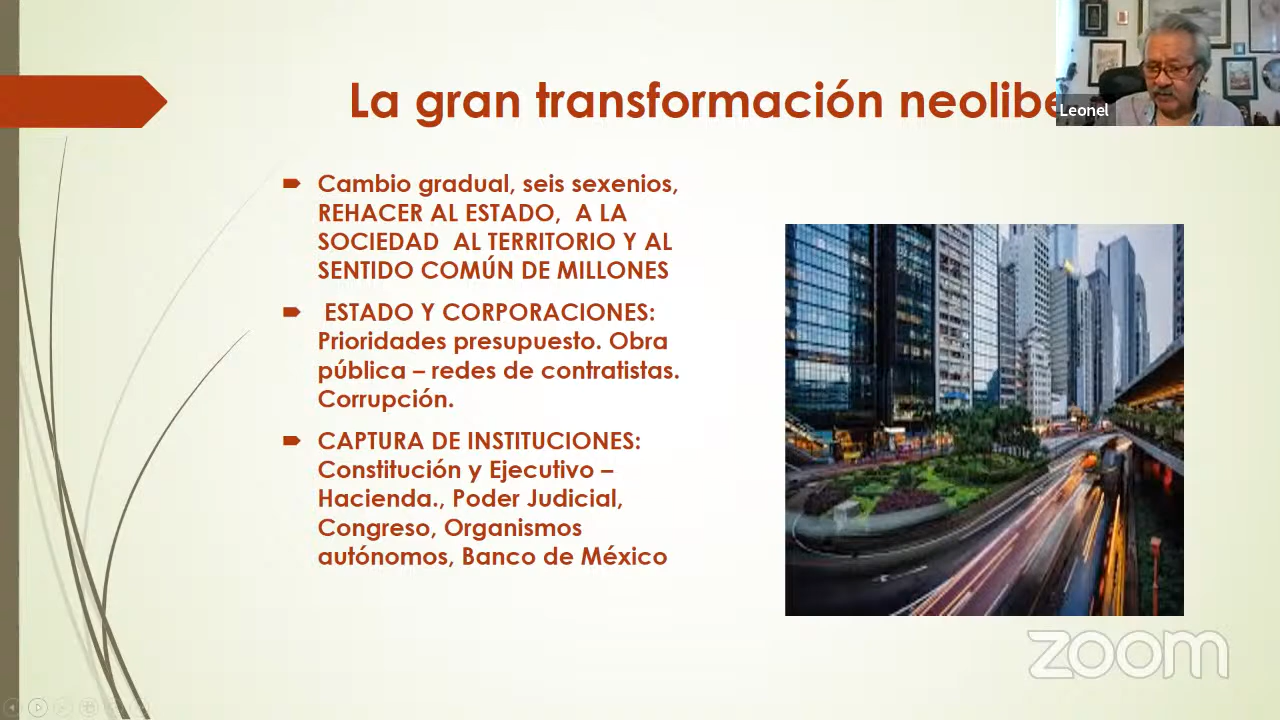 La gran transformación neolibe
Leonel
Cambio gradual, seis sexenios,
REHACER AL ESTADO, A LA
SOCIEDAD AL TERRITORIO Y AL
SENTIDO COMÚN DE MILLONES
ESTADO Y CORPORACIONES:
Prioridades presupuesto. Obra
pública – redes de contratistas.
Corrupción.
CAPTURA DE INSTITUCIONES:
Constitución y Ejecutivo –
Hacienda., Poder Judicial,
Congreso, Organismos
autónomos, Banco de México
zoom